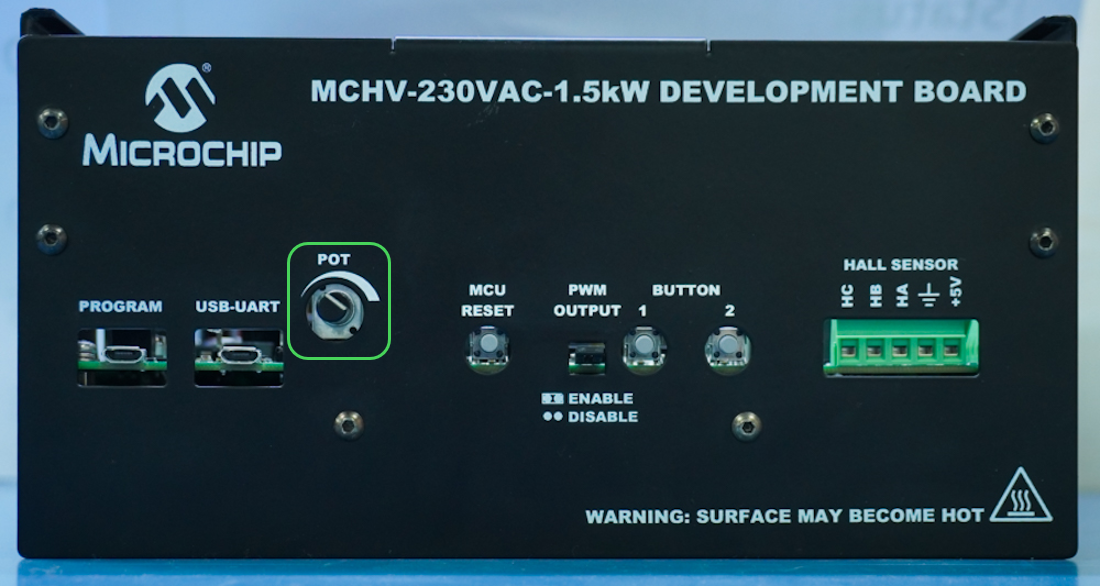 MCHV-230VAC-1.5kW DEVELOPMENT BOARD
MICROCHIP®
POT
PROGRAM
USB-UART
MCU
RESET
PWM
OUTPUT
BUTTON
1
2
ENABLE
DISABLE
HALL SENSOR
HC
HB
HA
+5V
WARNING: SURFACE MAY BECOME HOT